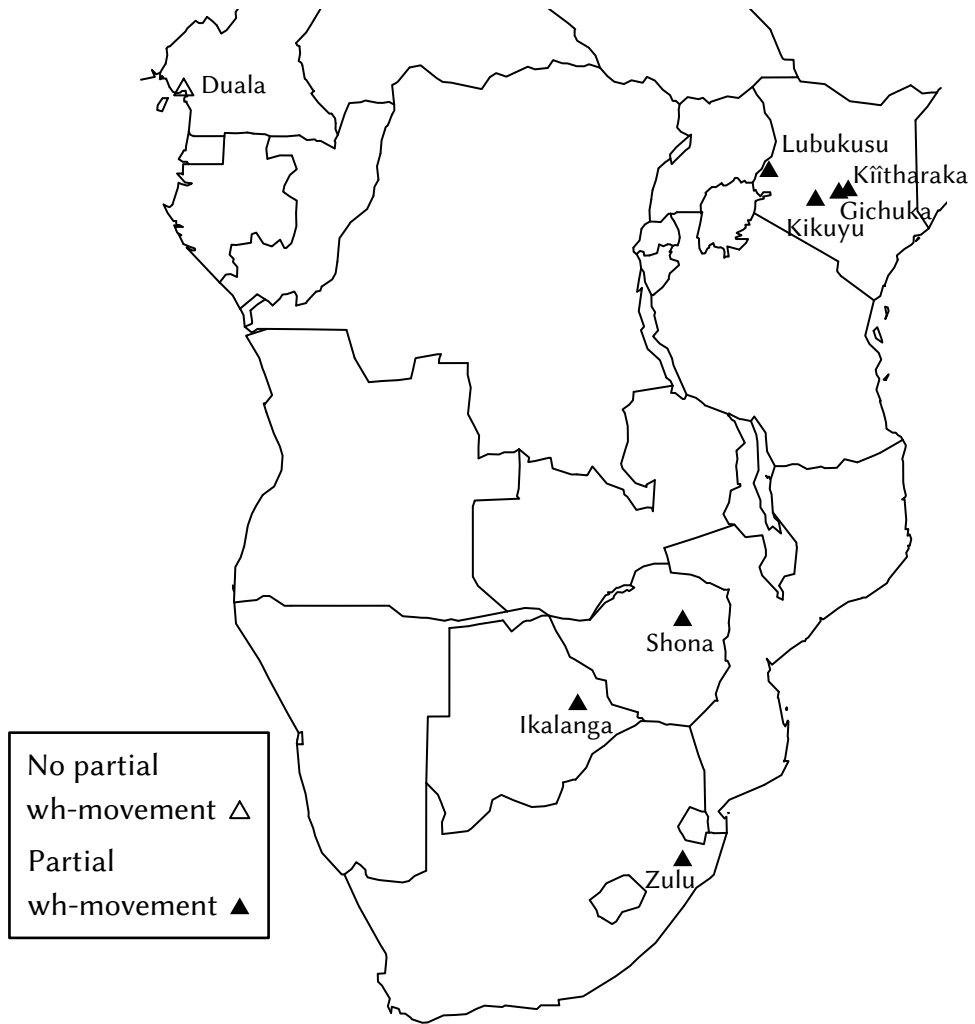 Duala
Lubukusu
Kîîtharaka
Gichuka
Kikuyu
Shona
Ikalanga
No partial
wh-movement
Partial
wh-movement
Zulu